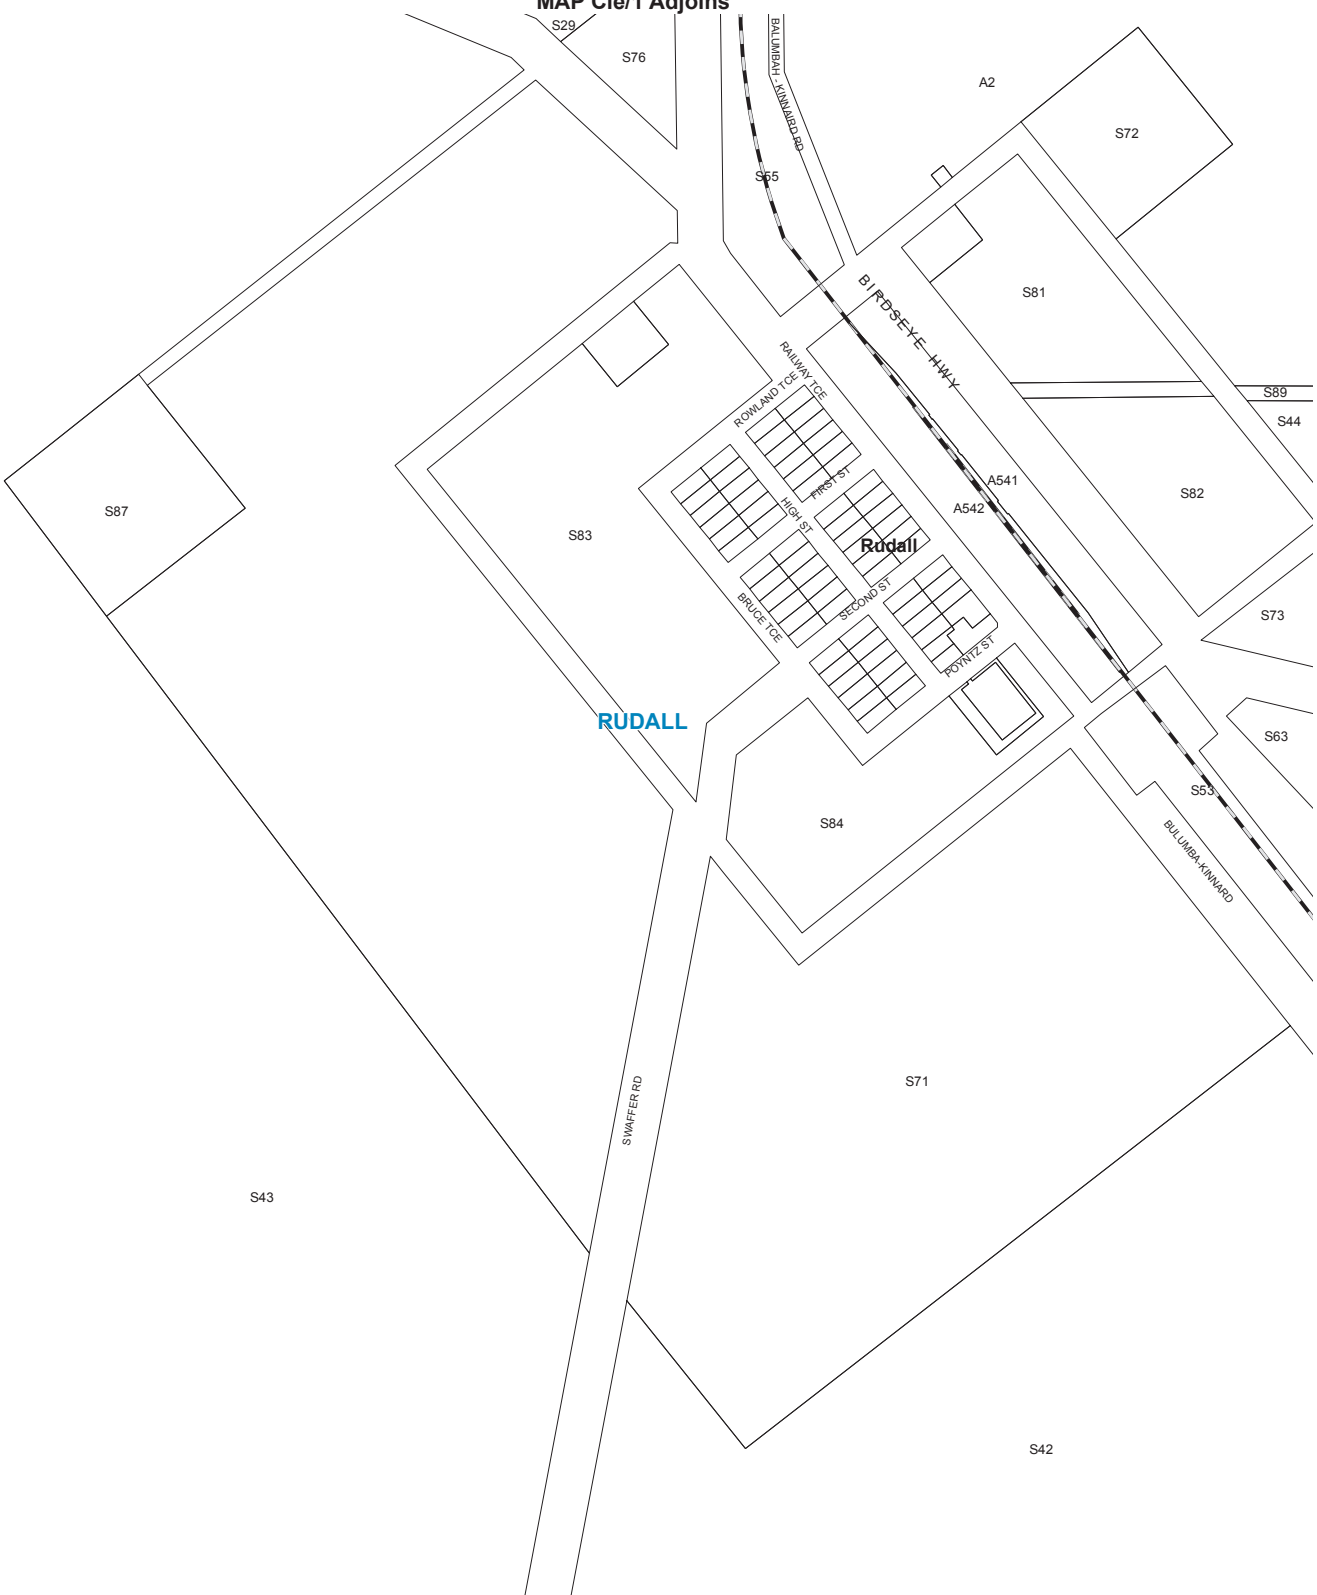 MAP Cle/1 Adjoins
S29
S76
BALUMBAH - KINNAIRD RD
A2
S72
S55
BIRDSEYE HWY
S81
RAILWAY TCE
ROWLAND TCE
S89
S44
FIRST ST
A541
S82
A542
HIGH ST
S87
S83
Rudall
SECOND ST
BRUCE TCE
S73
POYNTZ ST
RUDALL
S63
S53
S84
BULUMBA-KINNARD
S71
SWAFFER RD
S43
S42